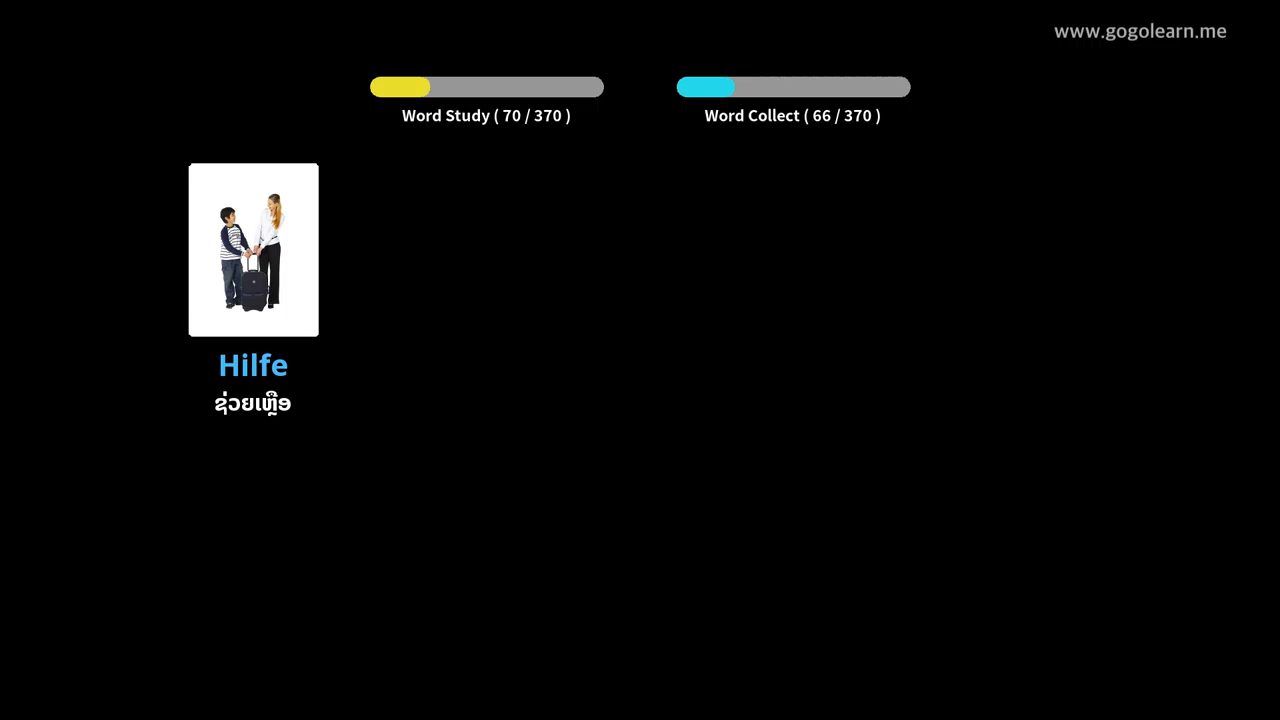 www.gogolearn.me
Word Study ( 70 / 370 )
Word Collect ( 66 / 370 )
Hilfe
ຊ່ວຍເຫຼືອ